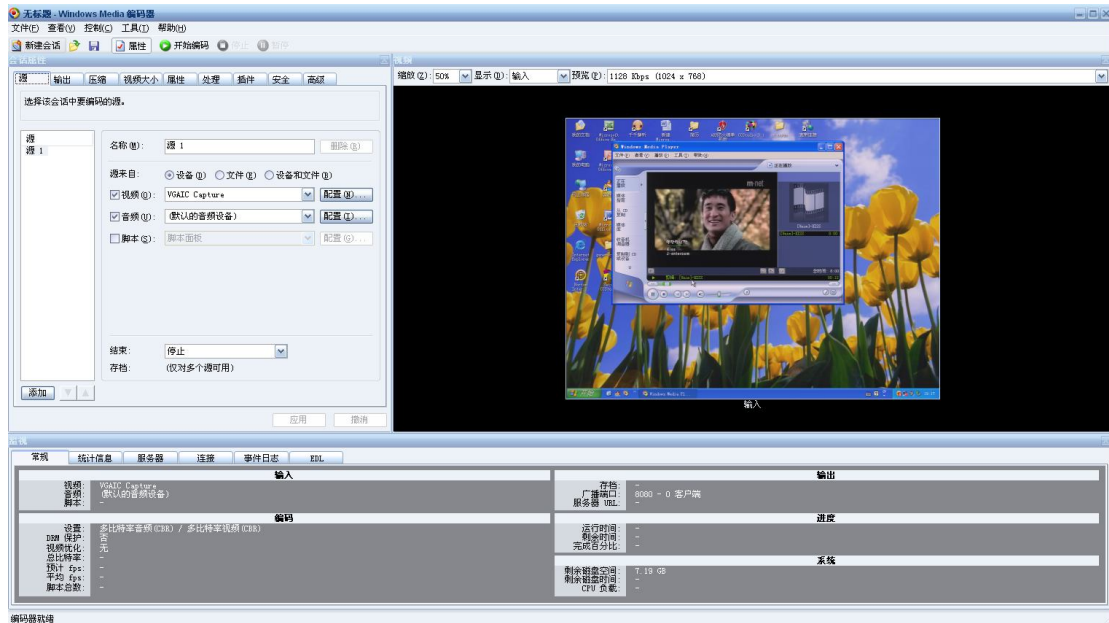 无标题 - Windows Media 编码器
文件(F) 查看(V) 控制(C) 工具(T) 帮助(H)
新建会话 属性 开始编码 停止 暂停
会话属性
视频
源 输出 压缩 视频大小 属性 处理 插件 安全 高级
缩放(Z): 50% 显示(D): 输入 预览(P): 1128 Kbps (1024 x 768)
选择该会话中要编码的源。
源
源 1
名称(M): 源 1 删除(R)
源来自: 设备(D) 文件(E) 设备和文件(B)
视频(O): VGAIC Capture 配置(N)...
音频(U): (默认的音频设备) 配置(I)...
脚本(S): 脚本面板 配置(G)...
结束: 停止
存档: (仅对多个源可用)
添加
应用 撤消
Windows Media Player
m·net
输入
监视
常规 统计信息 服务器 连接 事件日志 EDL
输入
视频: VGAIC Capture
音频: (默认的音频设备)
脚本: -
编码
设置: 多比特率音频(CBR) / 多比特率视频(CBR)
DRM 保护: 否
视频优化: 无
总比特率: -
预计 fps: -
平均 fps: -
脚本总数: -
输出
存档: -
广播端口: 8080 - 0 客户端
服务器 URL: -
进度
运行时间: -
剩余时间: -
完成百分比: -
系统
剩余磁盘空间: 7.19 GB
剩余磁盘时间: -
CPU 负载: -
编码器就绪